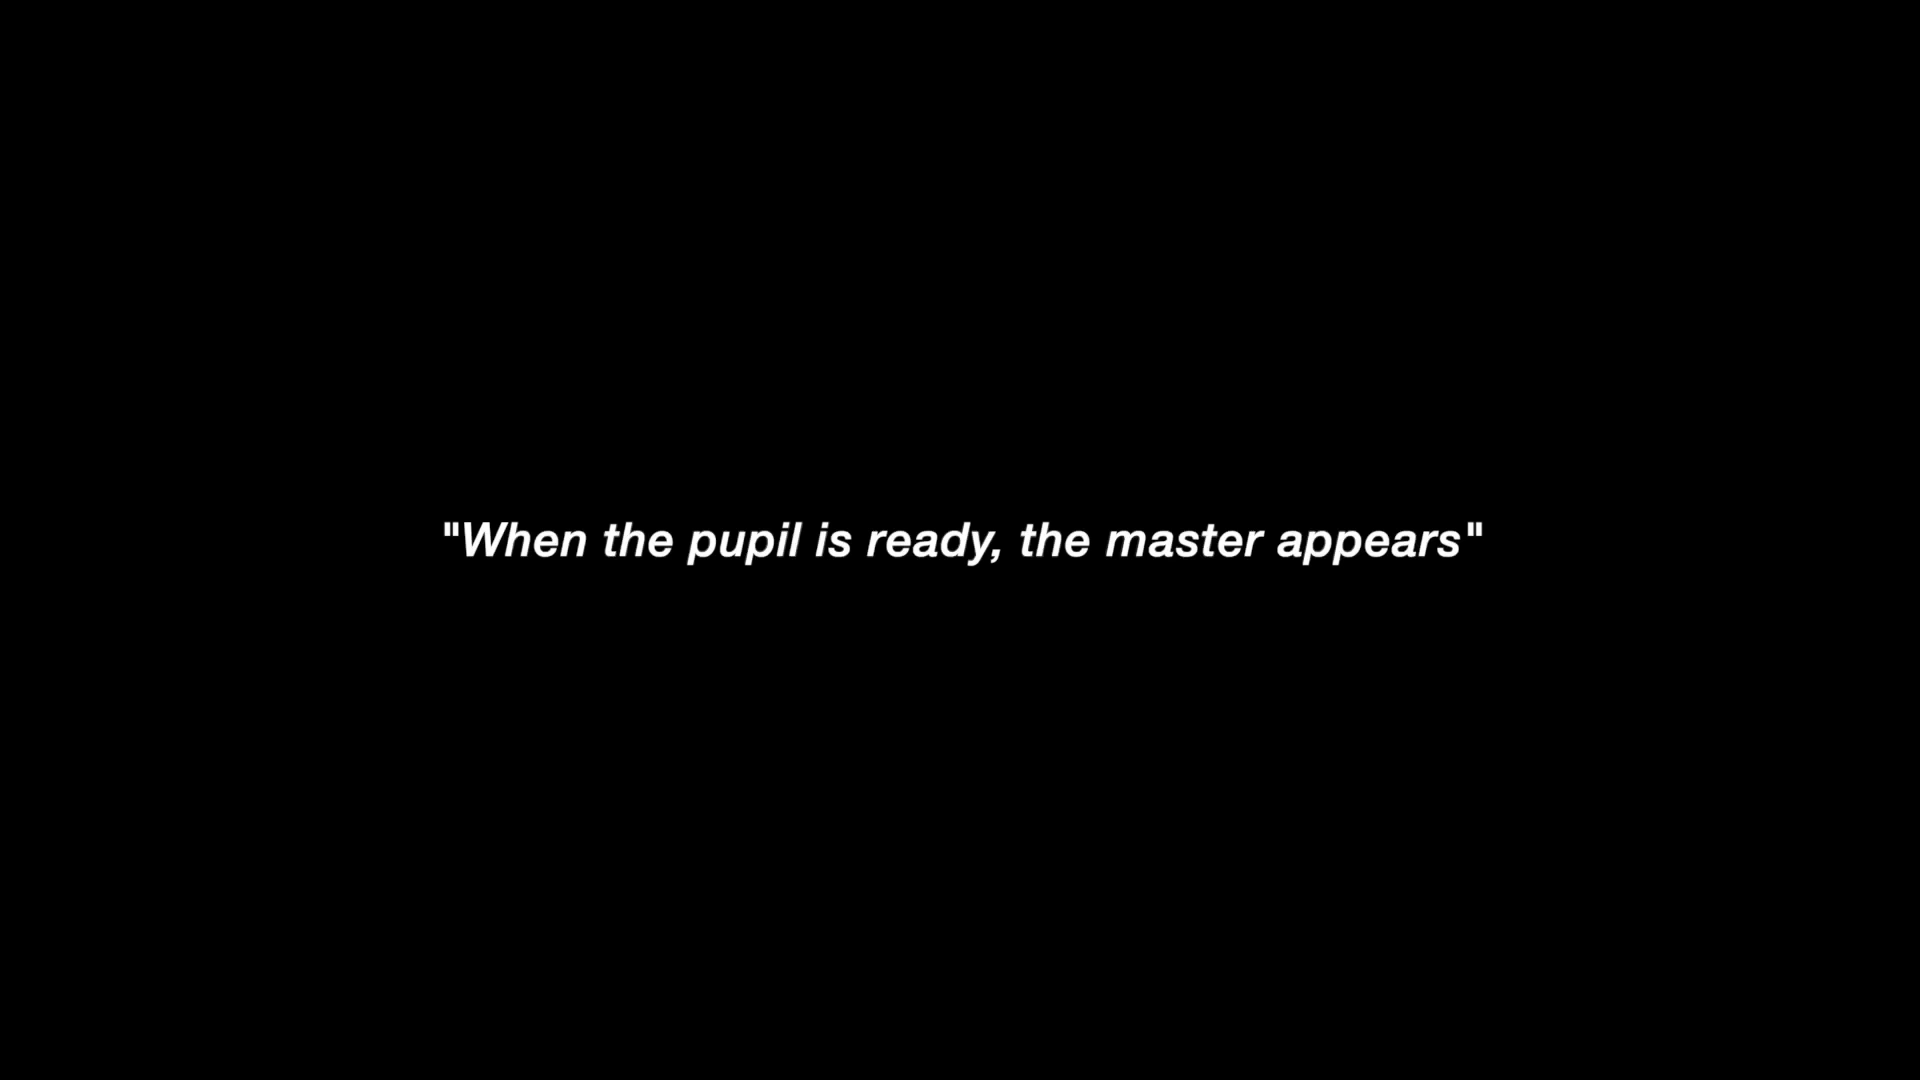 "When the pupil is ready, the master appears"